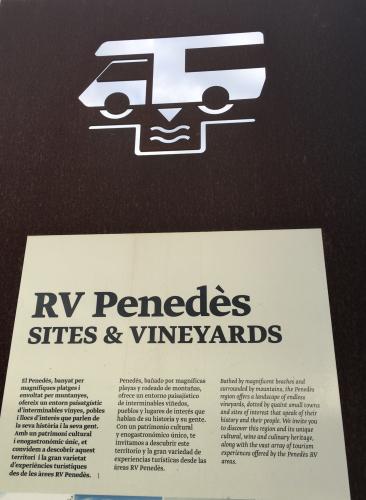 RV Penedès
SITES & VINEYARDS
El Penedès, banyat per
magnífiques platges i
envoltat per muntanyes,
ofereix un entorn paisatgístic
d'interminables vinyes, pobles
i llocs d'interès que parlen de
la seva història i la seva gent.
Amb un patrimoni cultural
i enogastronòmic únic, et
convidem a descobrir aquest
territori i la gran varietat
d'experiències turístiques
des de les àrees RV Penedès.
Penedés, bañado por magníficas
playas y rodeado de montañas,
ofrece un entorno paisajístico
de interminables viñedos,
pueblos y lugares de interés que
hablan de su historia y su gente.
Con un patrimonio cultural
y enogastronómico único, te
invitamos a descubrir este
territorio y la gran variedad de
experiencias turísticas desde las
áreas RV Penedès.
Bathed by magnificent beaches and
surrounded by mountains, the Penedès
region offers a landscape of endless
vineyards, dotted by quaint small towns
and sites of interest that speak of their
history and their people. We invite you
to discover this region and its unique
cultural, wine and culinary heritage,
along with the vast array of tourism
experiences offered by the Penedès RV
areas.